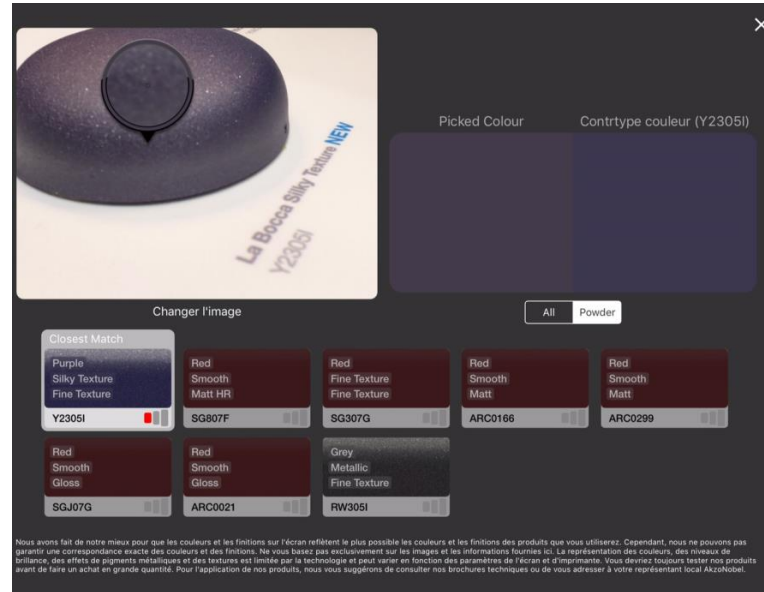 La Bocca Silky Texture NEW
Y2305I
Picked Colour
Contrtype couleur (Y2305I)
Changer l'image
All
Powder
Closest Match
Purple
Silky Texture
Fine Texture
Y2305I
Red
Smooth
Matt HR
SG807F
Red
Fine Texture
Fine Texture
SG307G
Red
Smooth
Matt
ARC0166
Red
Smooth
Matt
ARC0299
Red
Smooth
Gloss
SGJ07G
Red
Smooth
Gloss
ARC0021
Grey
Metallic
Fine Texture
RW305I
Nous avons fait de notre mieux pour que les couleurs et les finitions sur l'écran reflètent le plus possible les couleurs et les finitions des produits que vous utiliserez. Cependant, nous ne pouvons pas
garantir une correspondance exacte des couleurs et des finitions. Ne vous basez pas exclusivement sur les images et les informations fournies ici. La représentation des couleurs, des niveaux de
brillance, des effets de pigments métalliques et des textures est limitée par la technologie et peut varier en fonction des paramètres de l'écran et d'imprimante. Vous devriez toujours tester nos produits
avant de faire un achat en grande quantité. Pour l'application de nos produits, nous vous suggérons de consulter nos brochures techniques ou de vous adresser à votre représentant local AkzoNobel.